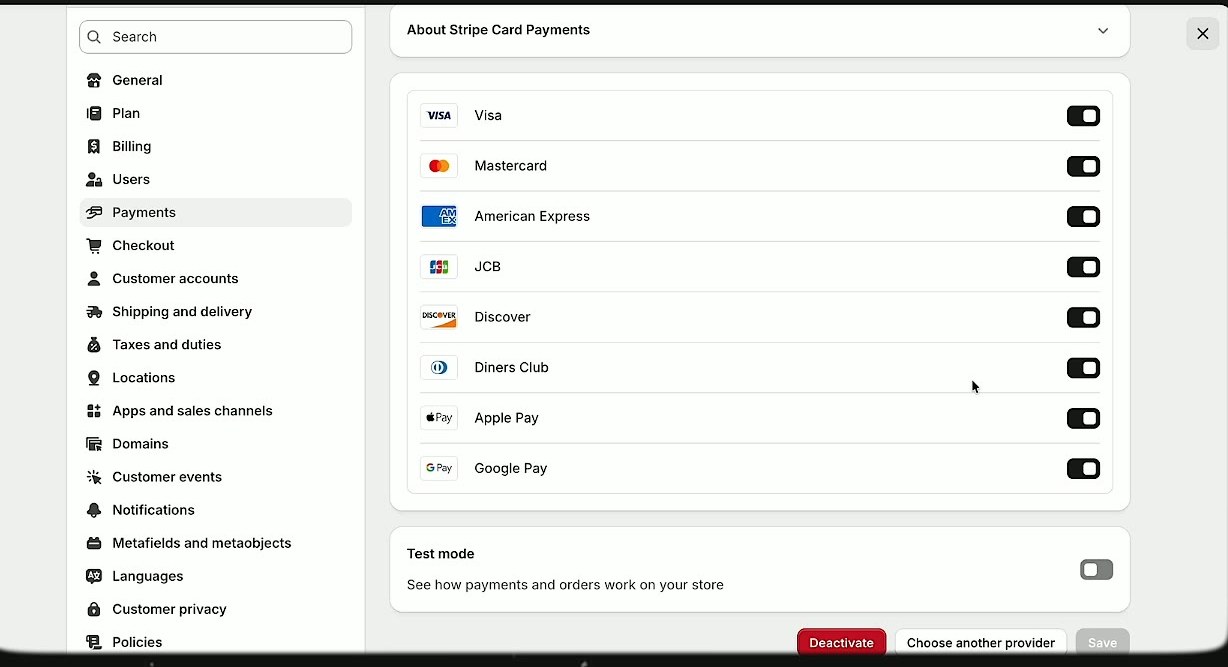 Search
General
Plan
Billing
Users
Payments
Checkout
Customer accounts
Shipping and delivery
Taxes and duties
Locations
Apps and sales channels
Domains
Customer events
Notifications
Metafields and metaobjects
Languages
Customer privacy
Policies
About Stripe Card Payments
VISA Visa
Mastercard
AM EX American Express
JCB JCB
DISCOVER Discover
Diners Club
Pay Apple Pay
G Pay Google Pay
Test mode
See how payments and orders work on your store
Deactivate Choose another provider Save